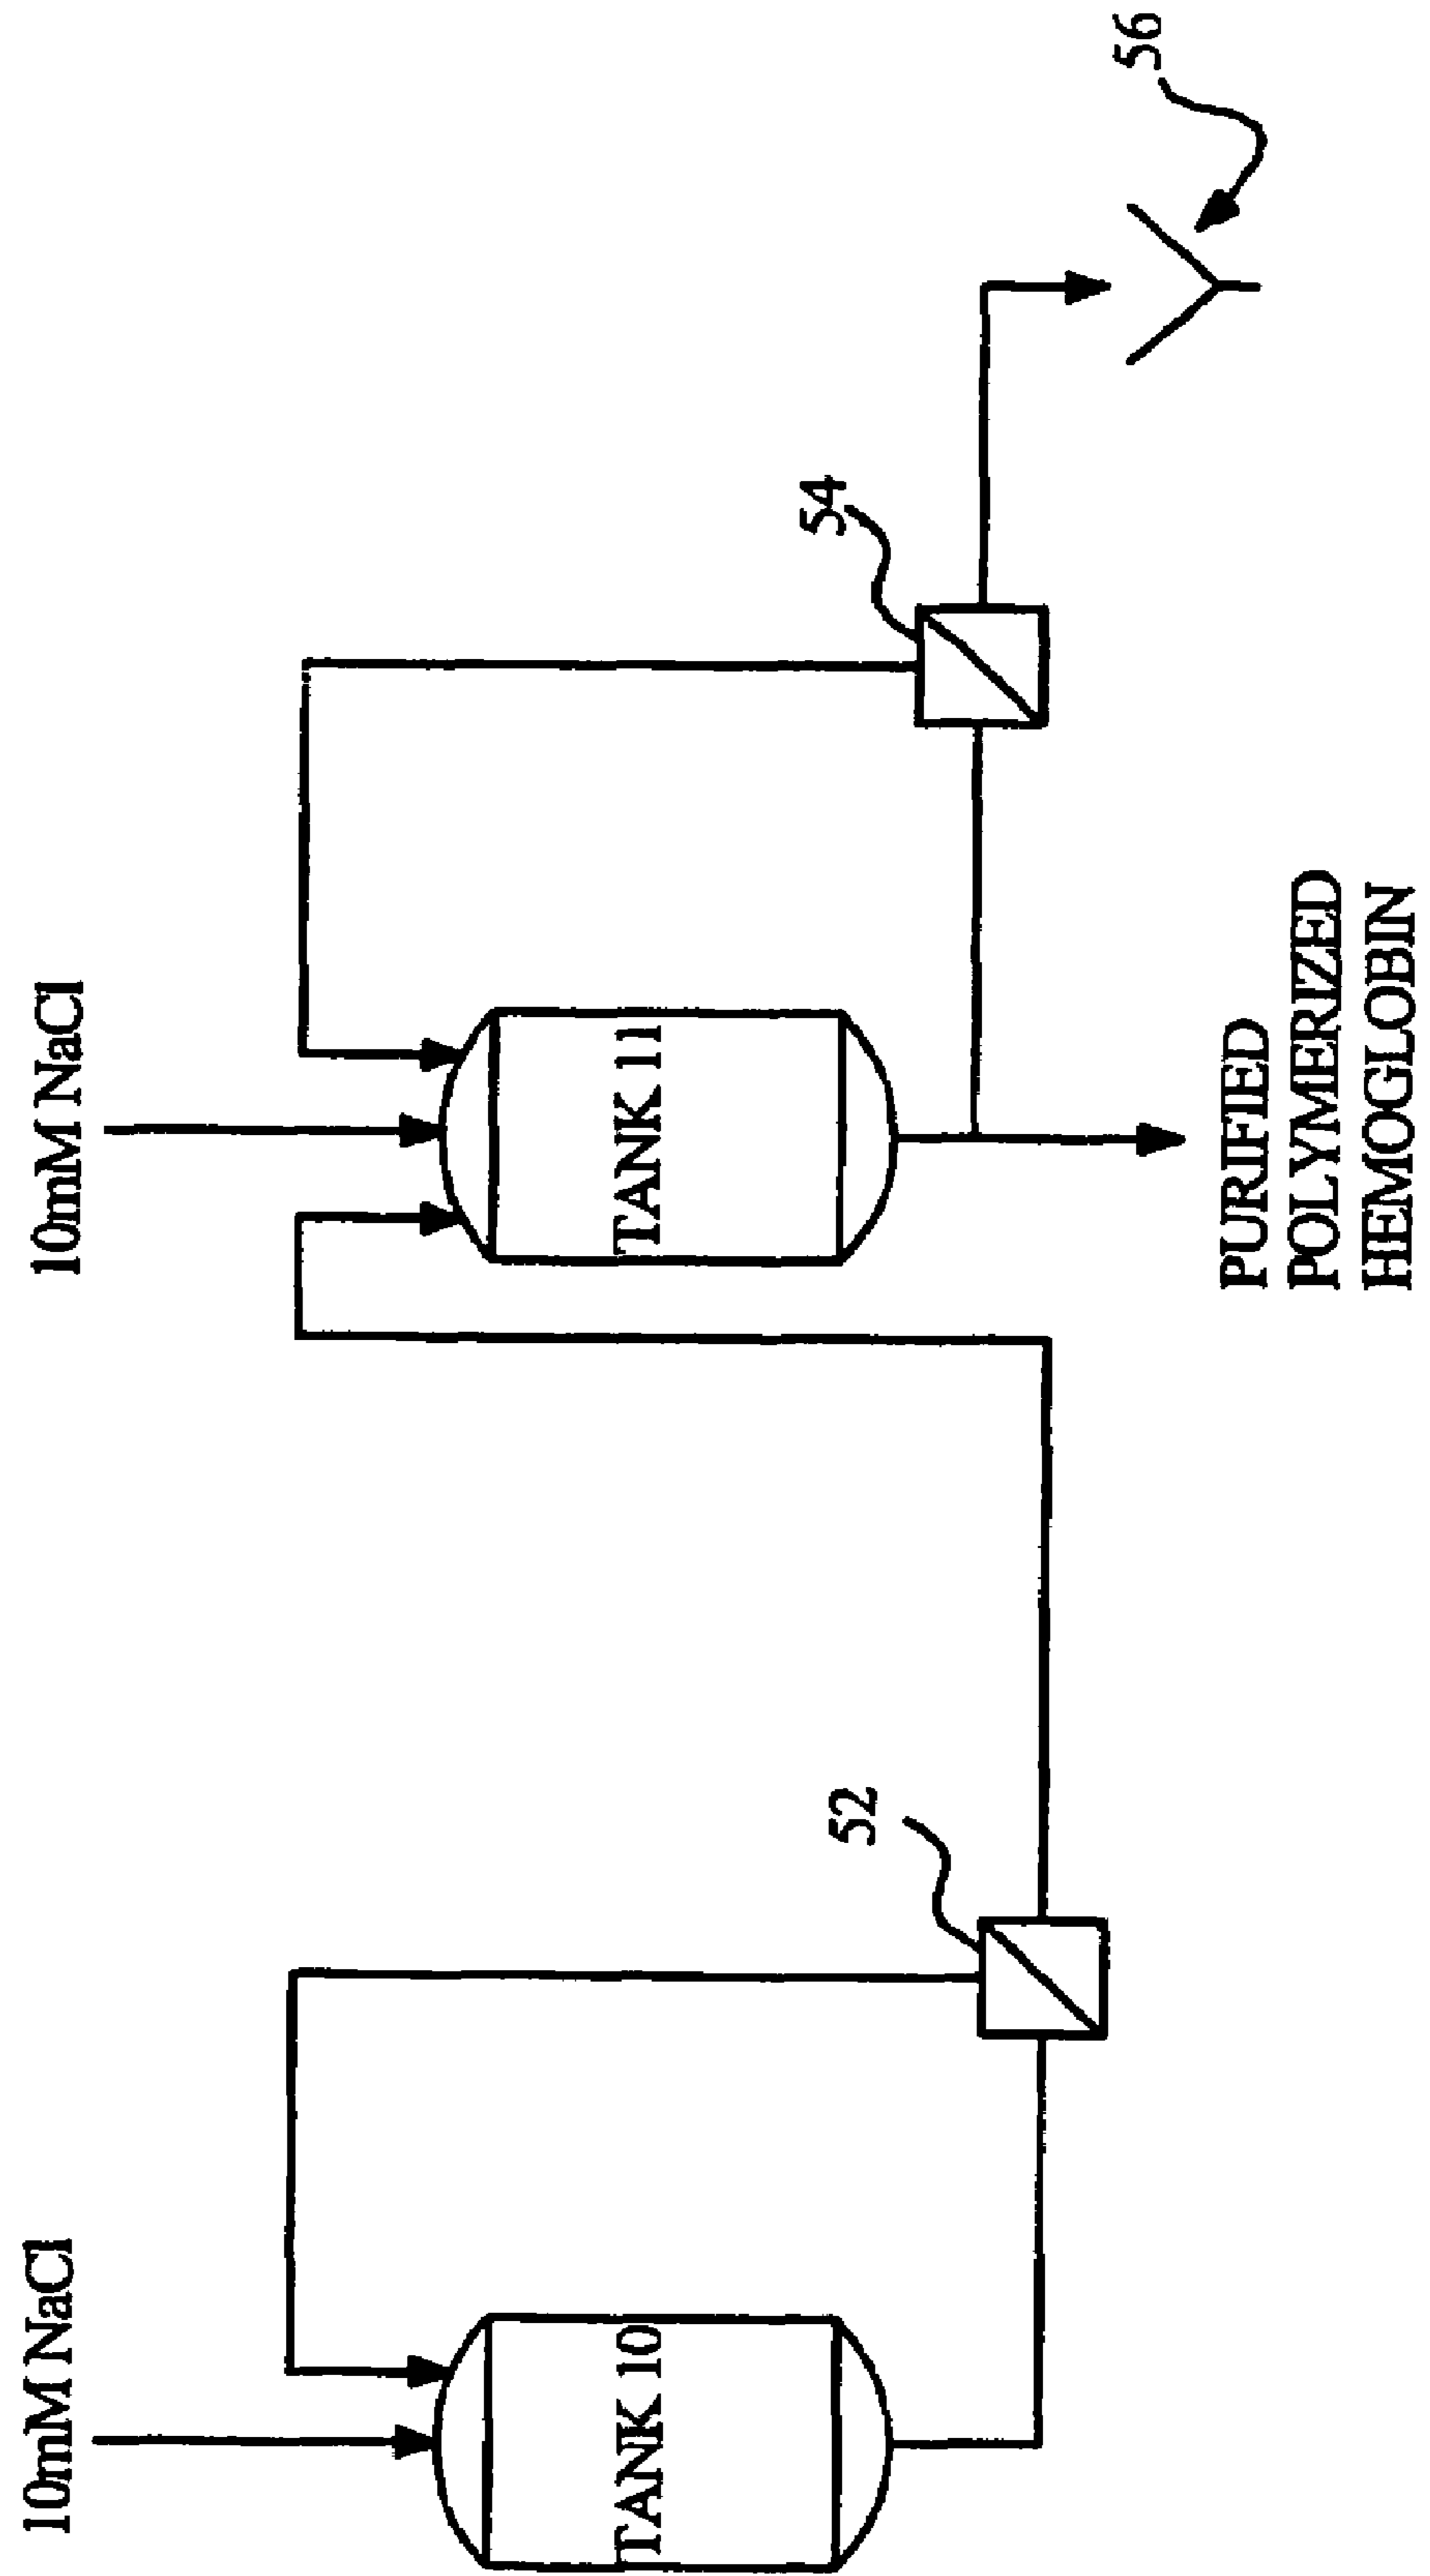 10mM NaCl
TANK 10
52
10mM NaCl
TANK 11
54
56
PURIFIED
POLYMERIZED
HEMOGLOBIN